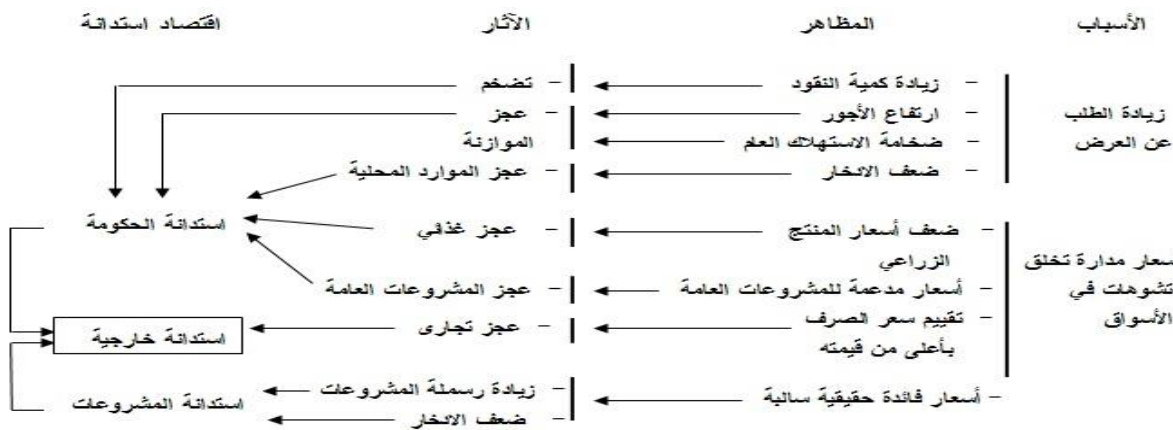 الأسباب المظاهر الآثار اقتصاد استدانة
زيادة الطلب
عن العرض
– زيادة كمية النقود
– ارتفاع الأجور
– ضخامة الاستهلاك العام
– ضعف الادخار
– تضخم
– عجز
الموازنة
– عجز الموارد المحلية
استدانة الحكومة
سعار مدارة تخلق
تشوهات في
الأسواق
– ضعف أسعار المنتج
الزراعي
– أسعار مدعمة للمشروعات العامة
– تقييم سعر الصرف
بأعلى من قيمته
– أسعار فائدة حقيقية سالبة
– عجز غذائي
– عجز المشروعات العامة
– عجز تجارى
– زيادة رسملة المشروعات
– ضعف الادخار
استدانة خارجية
استدانة المشروعات